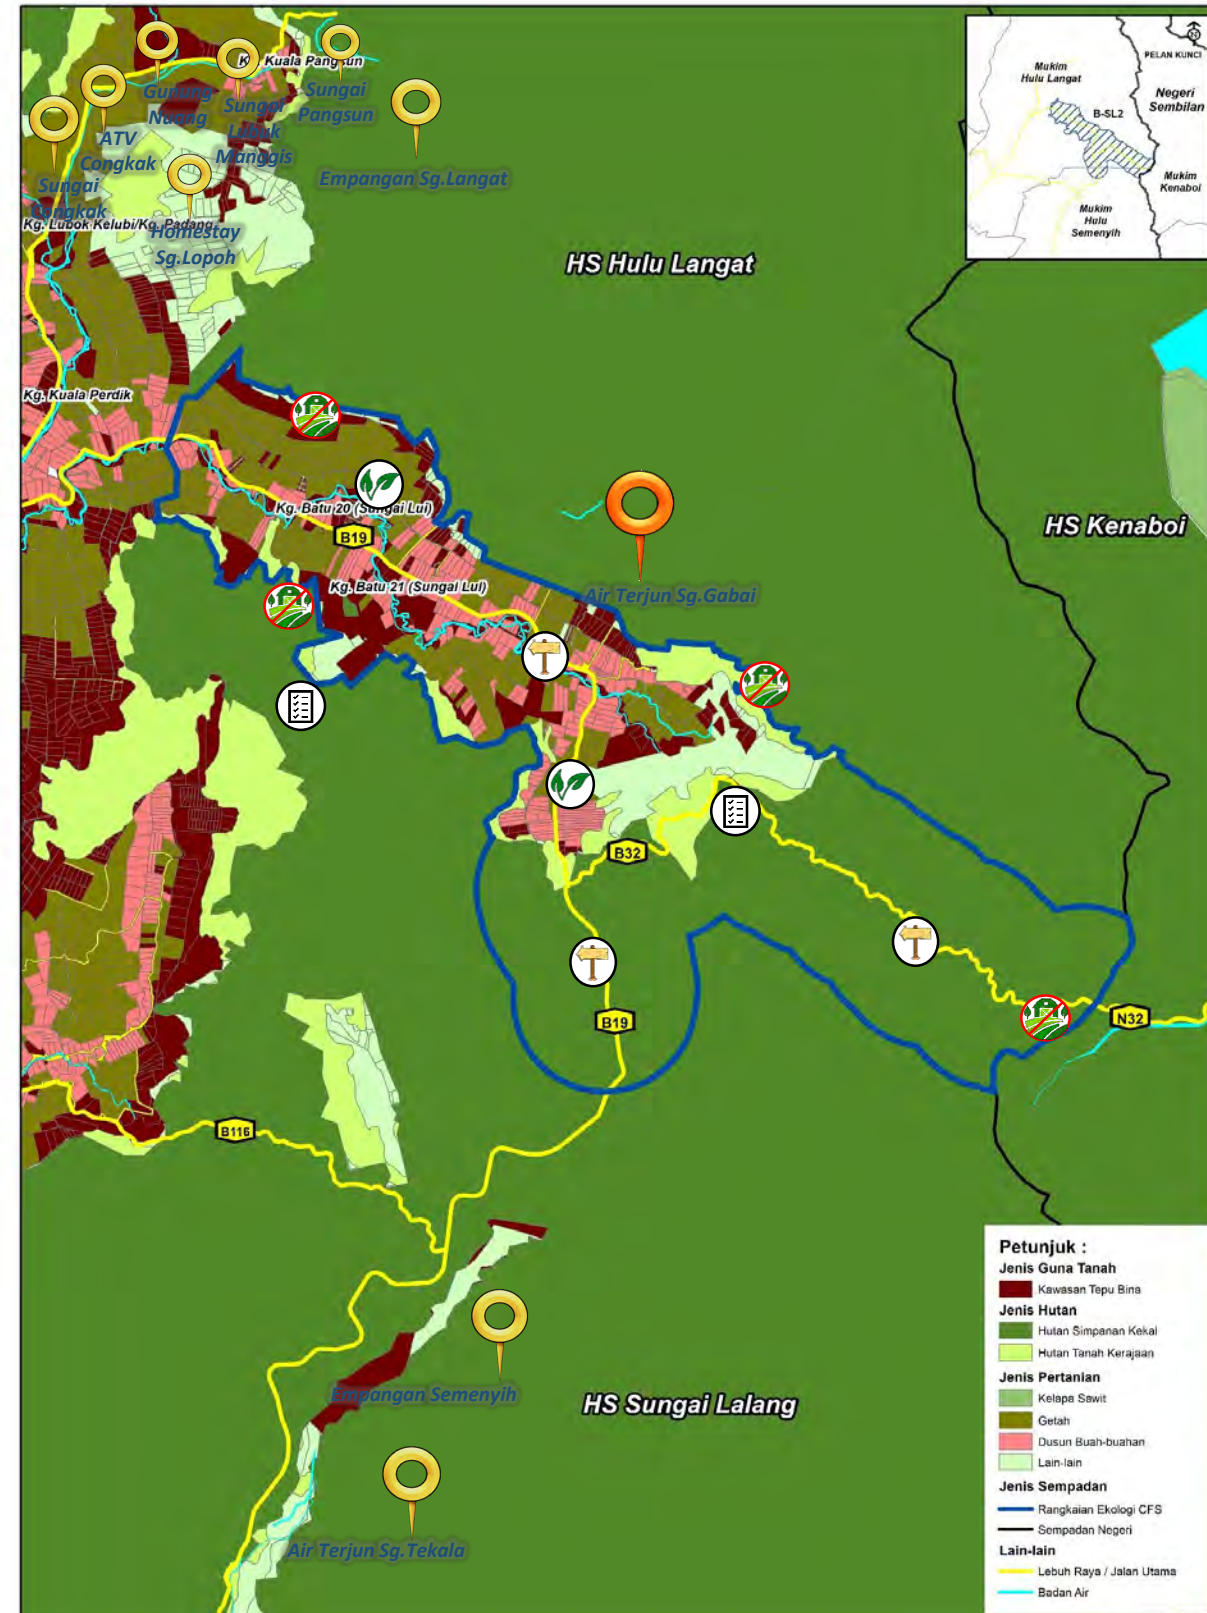 Kg. Kuala Pangsun
Gunung
Nuang
Sungai
Lubuk
Manggis
Sungai
Pangsun
ATV
Congkak
Empangan Sg.Langat
Sungai
Congkak
Kg. Lubok Kelubi/Kg. Padang
Homestay
Sg.Lopoh
PELAN KUNCI
Mukim
Hulu Langat
Negeri
Sembilan
B-SL2
Mukim
Kenaboi
Mukim
Hulu
Semenyih
HS Hulu Langat
Kg. Kuala Perdik
Kg. Batu 20 (Sungai Lui)
B19
HS Kenaboi
Kg. Batu 21 (Sungai Lui)
Air Terjun Sg.Gabai
B32
B19
N32
B116
Empangan Semenyih
HS Sungai Lalang
Air Terjun Sg.Tekala
Petunjuk :
Jenis Guna Tanah
Kawasan Tepu Bina
Jenis Hutan
Hutan Simpanan Kekal
Hutan Tanah Kerajaan
Jenis Pertanian
Kelapa Sawit
Getah
Dusun Buah-buahan
Lain-lain
Jenis Sempadan
Rangkaian Ekologi CFS
Sempadan Negeri
Lain-lain
Lebuh Raya / Jalan Utama
Badan Air